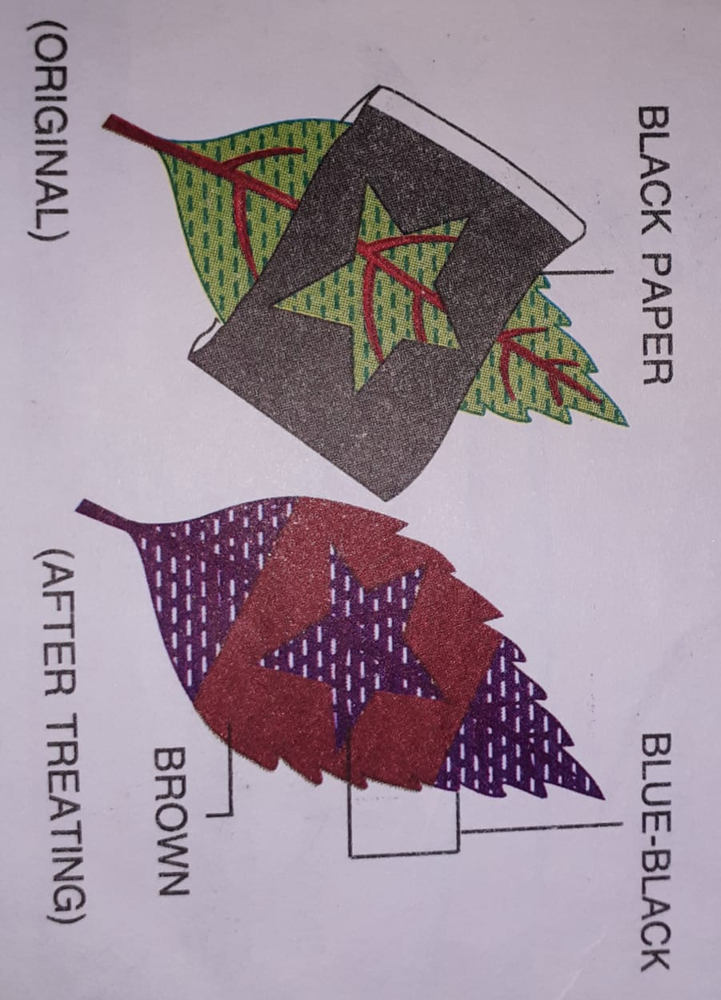 BLACK PAPER
BLUE-BLACK
BROWN
(ORIGINAL)
(AFTER TREATING)